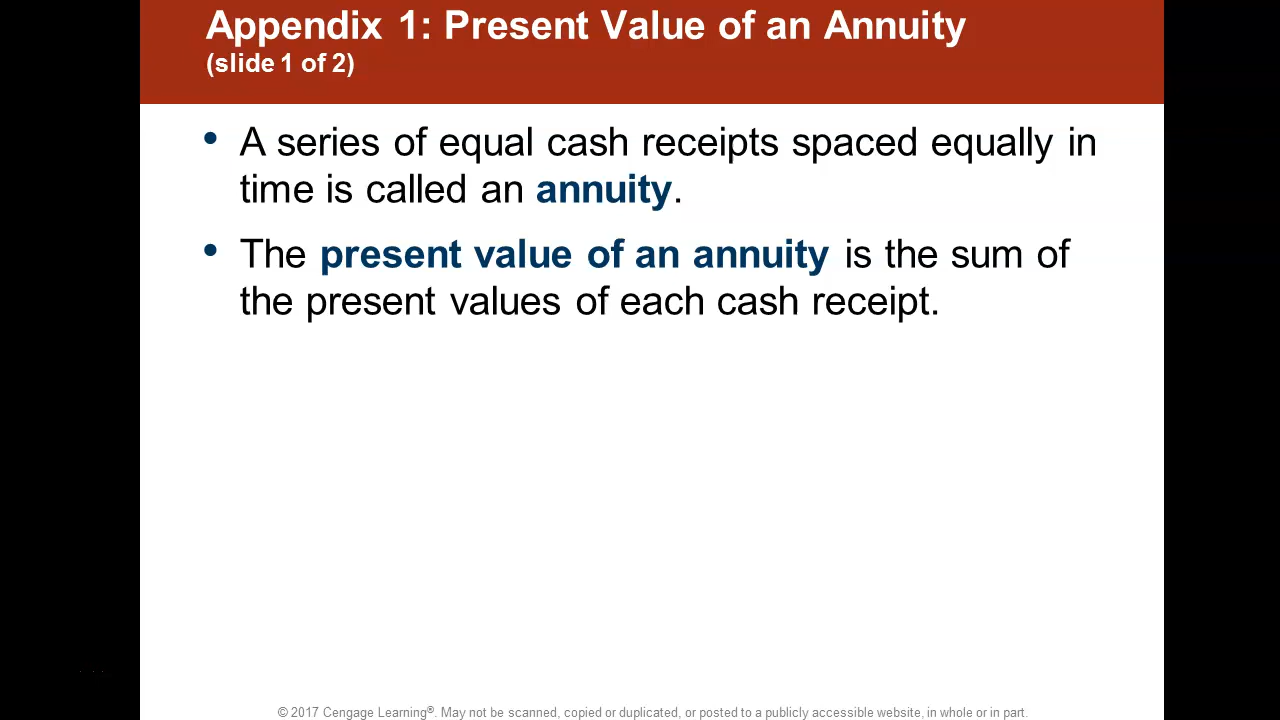 Appendix 1: Present Value of an Annuity
(slide 1 of 2)
• A series of equal cash receipts spaced equally in
time is called an annuity.
• The present value of an annuity is the sum of
the present values of each cash receipt.
© 2017 Cengage Learning®. May not be scanned, copied or duplicated, or posted to a publicly accessible website, in whole or in part.